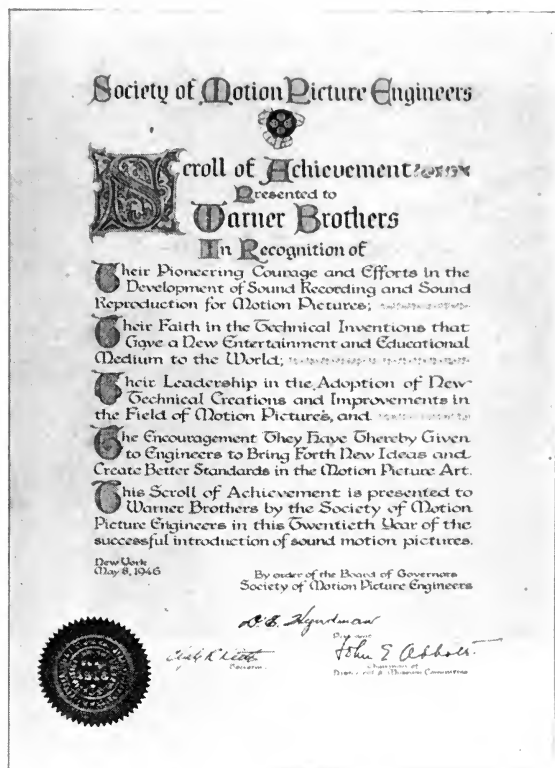 Society of Motion Picture Engineers
Scroll of Achievement
Presented to
Warner Brothers
In Recognition of
Their Pioneering Courage and Efforts in the
Development of Sound Recording and Sound
Reproduction for Motion Pictures;
Their Faith in the Technical Inventions that
Gave a New Entertainment and Educational
Medium to the World;
Their Leadership in the Adoption of New
Technical Creations and Improvements in
the Field of Motion Pictures, and
The Encouragement They Have Thereby Given
to Engineers to Bring Forth New Ideas and
Create Better Standards in the Motion Picture Art.
This Scroll of Achievement is presented to
Warner Brothers by the Society of Motion
Picture Engineers in this Twentieth Year of the
successful introduction of sound motion pictures.
New York
May 8, 1946
By order of the Board of Governors
Society of Motion Picture Engineers
D. E. Hyndman
President
John E Abbott
Chairman of
Museum Committee